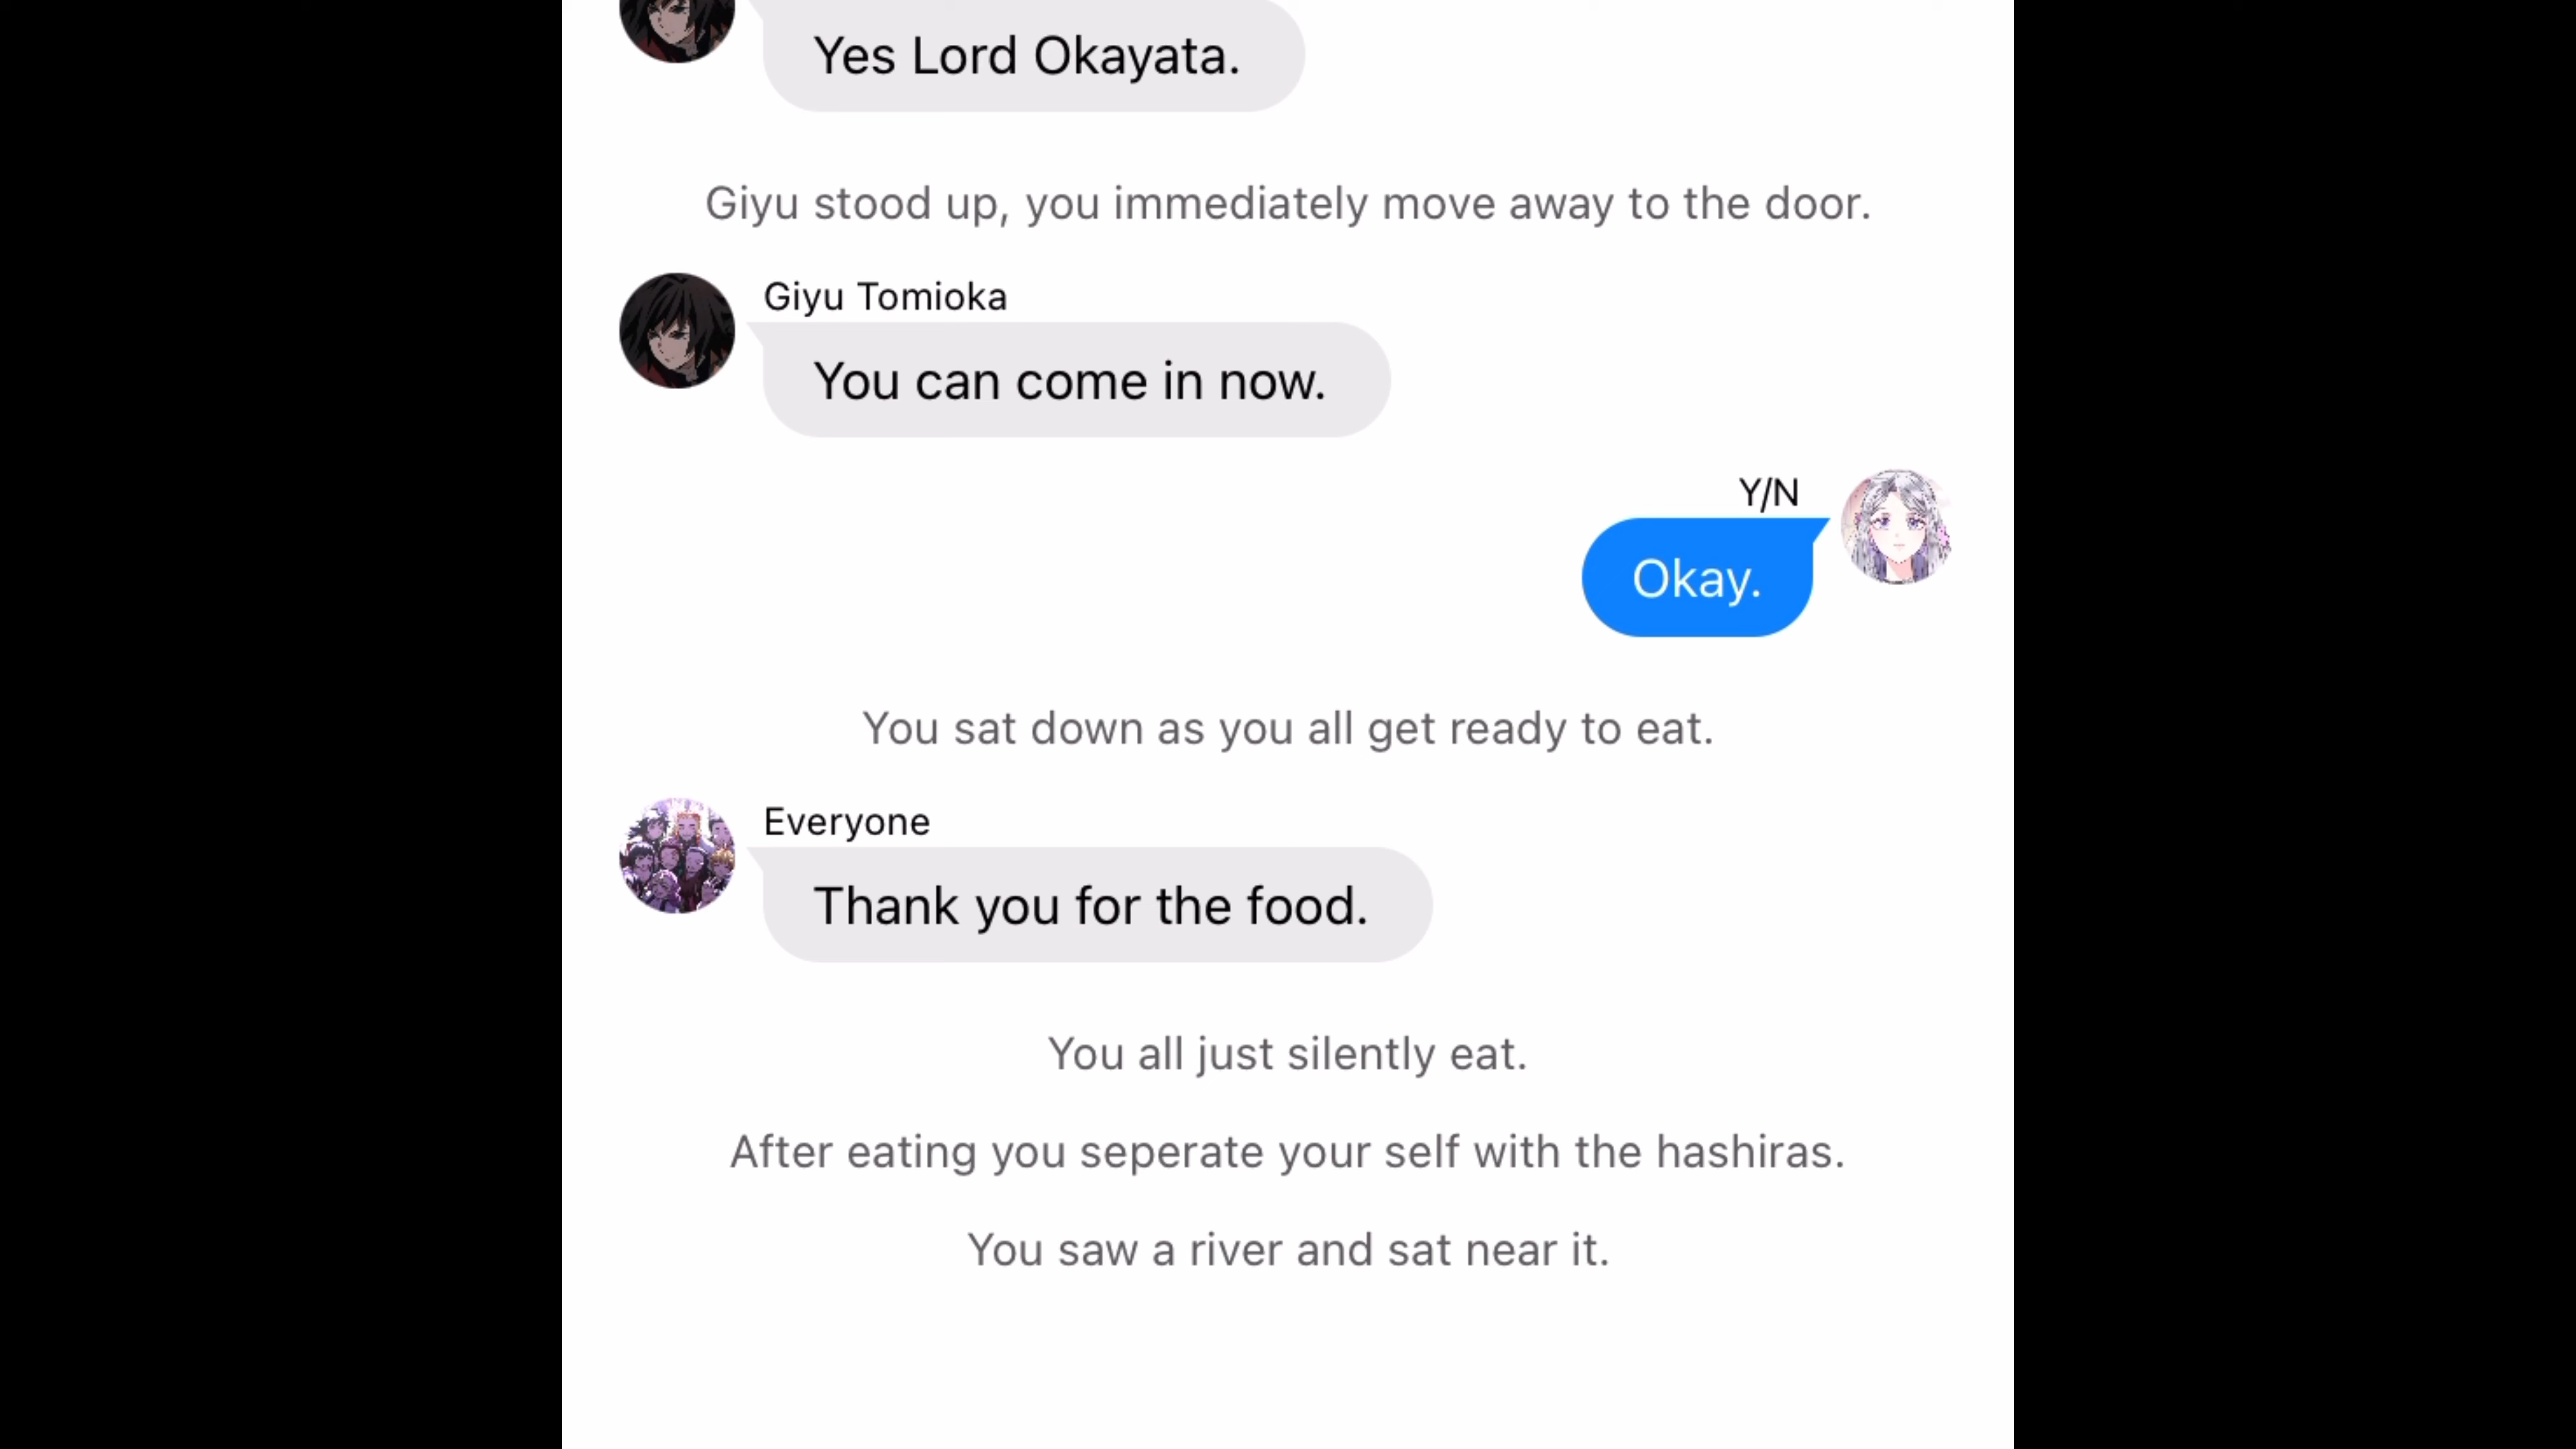 Yes Lord Okayata.
Giyu stood up, you immediately move away to the door.
Giyu Tomioka
You can come in now.
Y/N
Okay.
You sat down as you all get ready to eat.
Everyone
Thank you for the food.
You all just silently eat.
After eating you seperate your self with the hashiras.
You saw a river and sat near it.